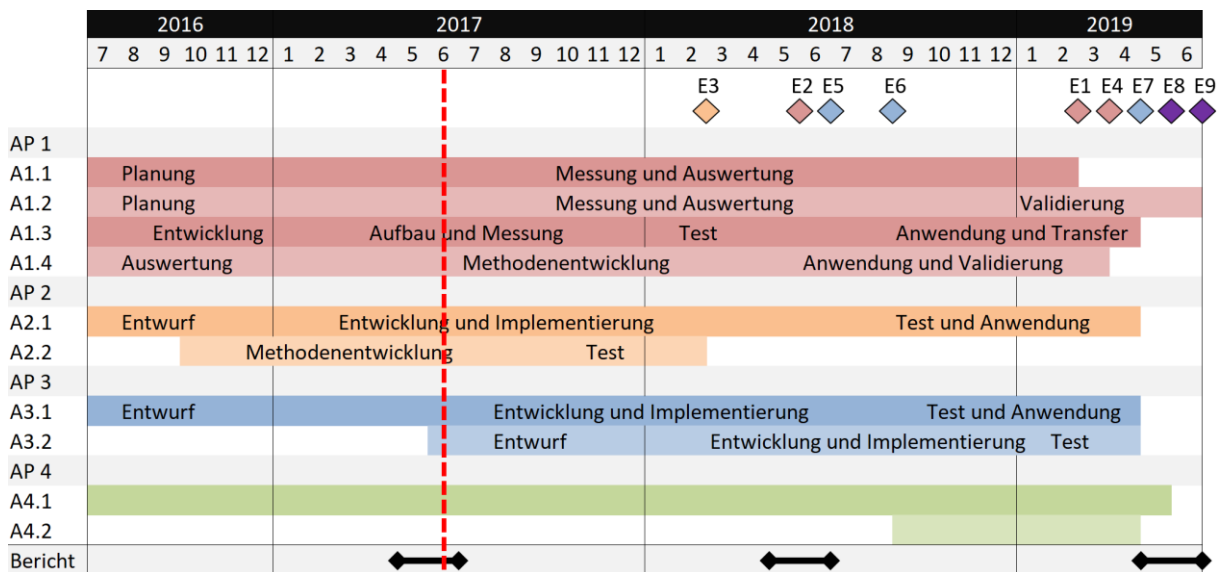 2016 2017 2018 2019
7 8 9 10 11 12 1 2 3 4 5 6 7 8 9 10 11 12 1 2 3 4 5 6 7 8 9 10 11 12 1 2 3 4 5 6
E3 E2 E5 E6 E1 E4 E7 E8 E9
AP 1
A1.1 Planung Messung und Auswertung
A1.2 Planung Messung und Auswertung Validierung
A1.3 Entwicklung Aufbau und Messung Test Anwendung und Transfer
A1.4 Auswertung Methodenentwicklung Anwendung und Validierung
AP 2
A2.1 Entwurf Entwicklung und Implementierung Test und Anwendung
A2.2 Methodenentwicklung Test
AP 3
A3.1 Entwurf Entwicklung und Implementierung Test und Anwendung
A3.2 Entwurf Entwicklung und Implementierung Test
AP 4
A4.1
A4.2
Bericht